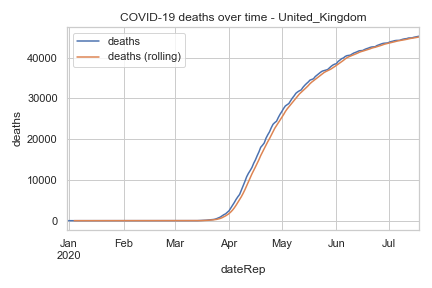 COVID-19 deaths over time - United_Kingdom
deaths
deaths (rolling)
40000
30000
20000
10000
0
deaths
Jan Feb Mar Apr May Jun Jul
2020
dateRep